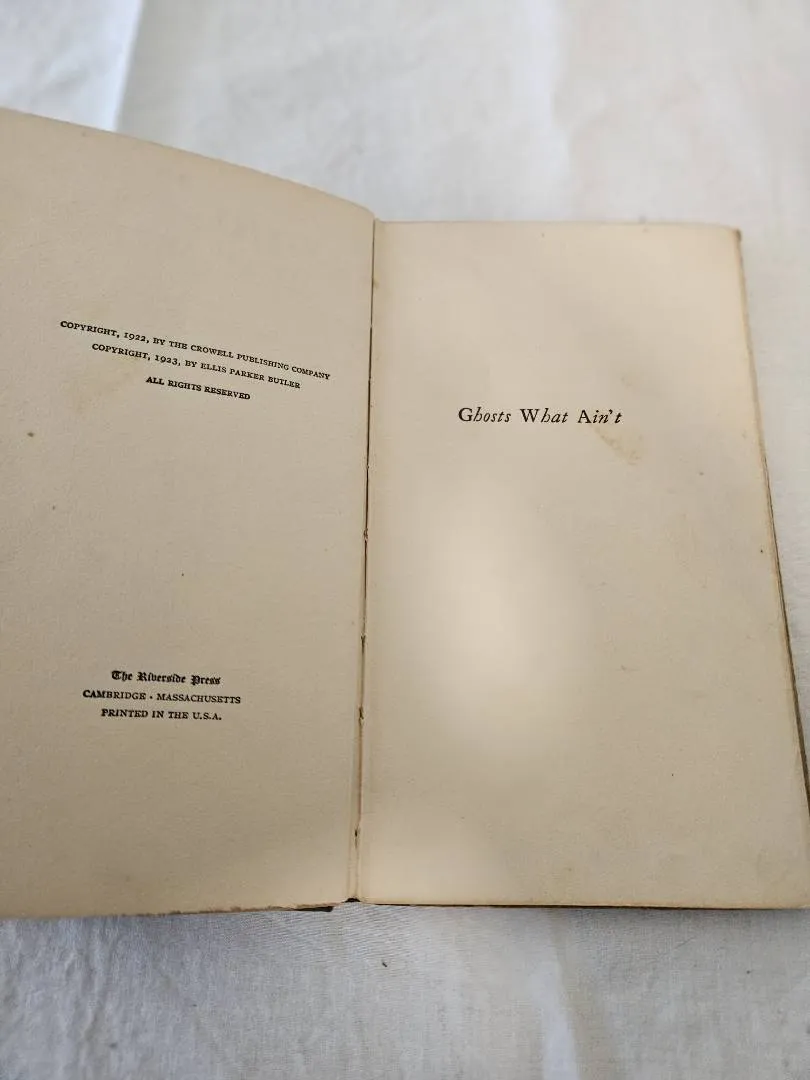 COPYRIGHT, 1922, BY THE CROWELL PUBLISHING COMPANY
COPYRIGHT, 1923, BY ELLIS PARKER BUTLER
ALL RIGHTS RESERVED
The Riverside Press
CAMBRIDGE · MASSACHUSETTS
PRINTED IN THE U.S.A.
Ghosts What Ain't